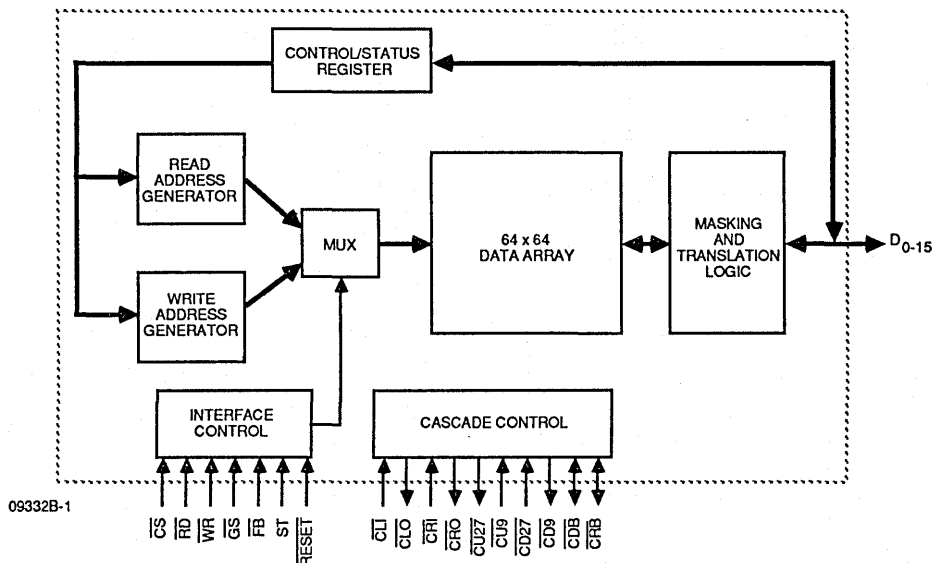 CONTROL/STATUS
REGISTER
READ
ADDRESS
GENERATOR
MUX
64 x 64
DATA ARRAY
MASKING
AND
TRANSLATION
LOGIC
D0-15
WRITE
ADDRESS
GENERATOR
INTERFACE
CONTROL
CASCADE CONTROL
09332B-1
CS
RD
WR
GS
FB
ST
RESET
CLI
CLO
CRI
CRO
CU27
CU9
CD27
CD9
CDB
CRB